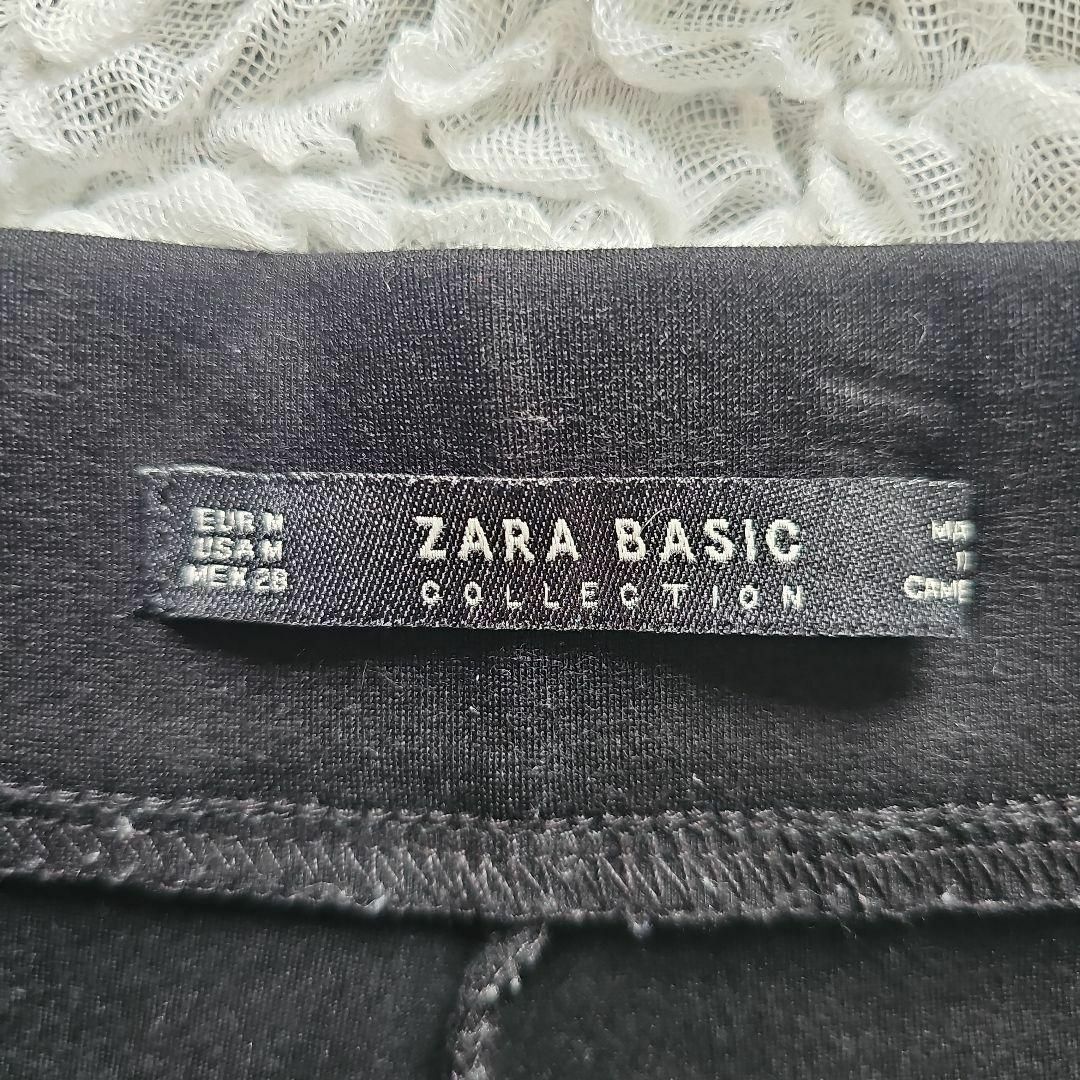 EUR M
USA M
MEX 28
ZARA BASIC
COLLECTION